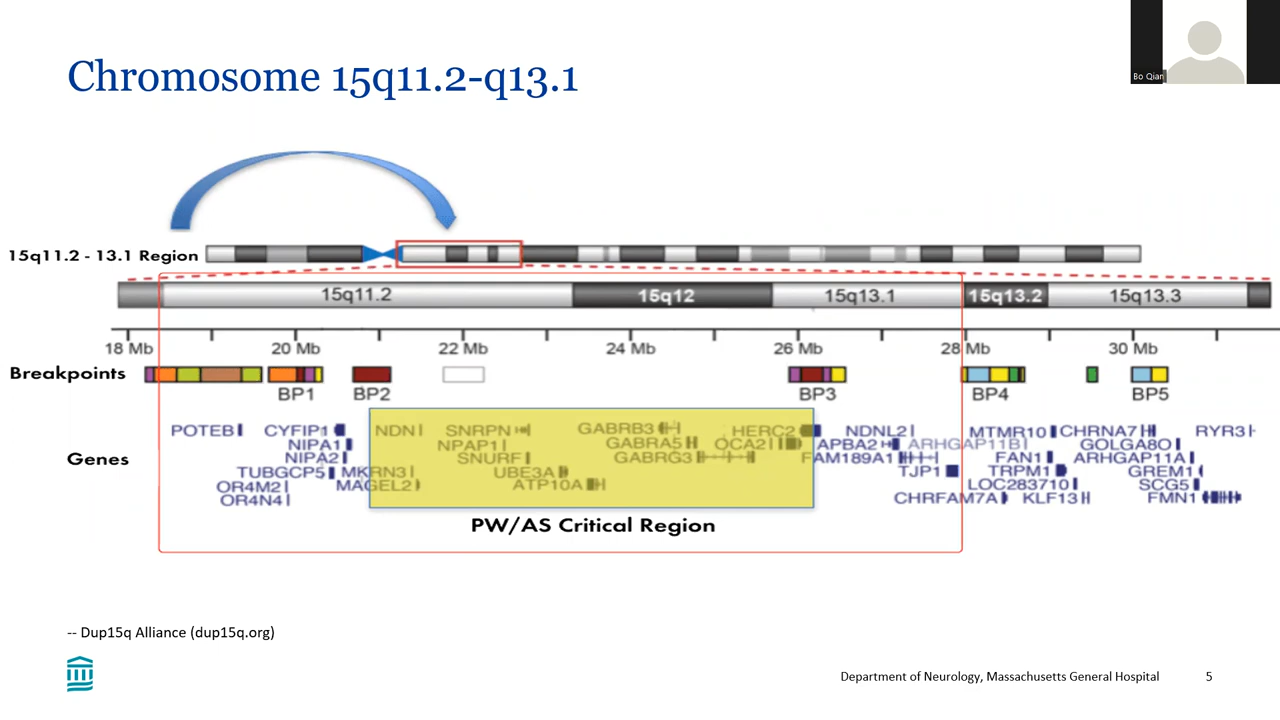 Bo Qian
Chromosome 15q11.2-q13.1
15q11.2 - 13.1 Region
15q11.2 15q12 15q13.1 15q13.2 15q13.3
18 Mb 20 Mb 22 Mb 24 Mb 26 Mb 28 Mb 30 Mb
Breakpoints
BP1 BP2 BP3 BP4 BP5
POTEB CYFIP1 NDN SNRPN GABRB3 HERC2 NDNL2 MTMR10 CHRNA7 RYR3
NIPA1 NPAP1 GABRA5 OCA2 APBA2 ARHGAP11B GOLGA8O
Genes NIPA2 SNURF GABRG3 FAM189A1 FAN1 ARHGAP11A
TUBGCP5 MKRN3 UBE3A TJP1 TRPM1 GREM1
OR4M2 MAGEL2 ATP10A LOC283710 SCG5
OR4N4 CHRFAM7A KLF13 FMN1
PW/AS Critical Region
-- Dup15q Alliance (dup15q.org)
Department of Neurology, Massachusetts General Hospital 5